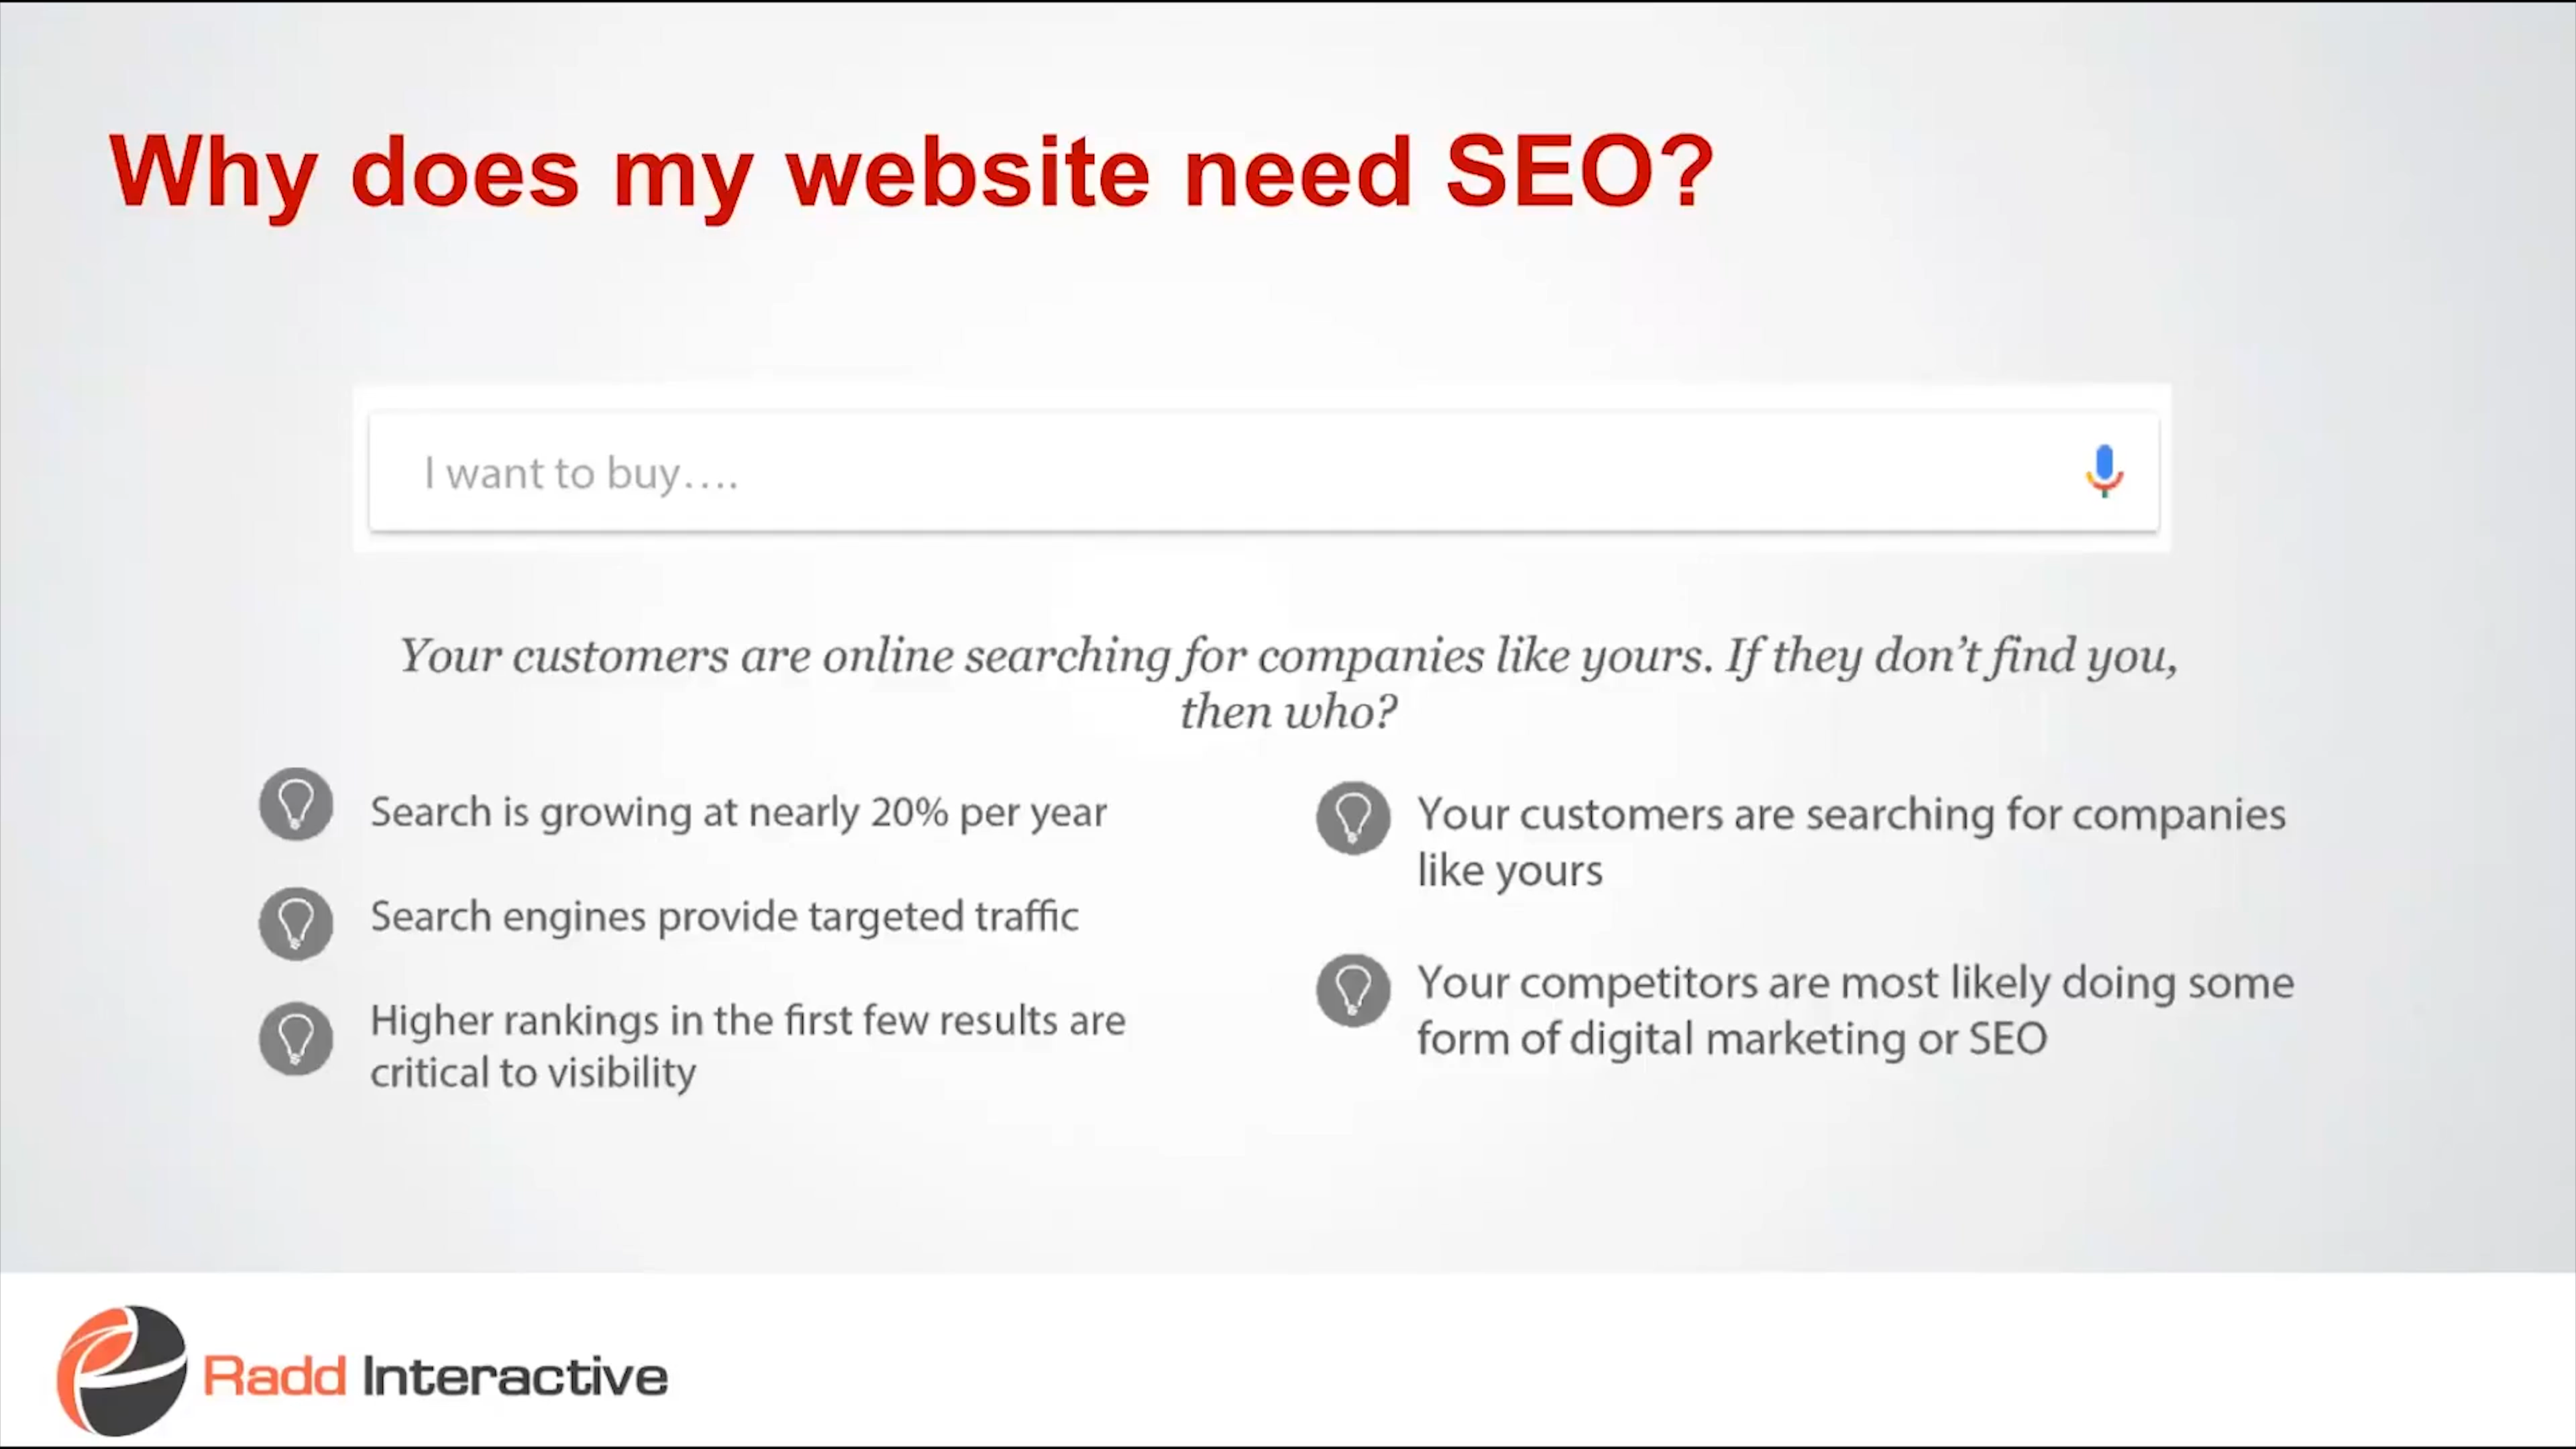 Why does my website need SEO?
I want to buy….
Your customers are online searching for companies like yours. If they don’t find you,
then who?
Search is growing at nearly 20% per year
Search engines provide targeted traffic
Higher rankings in the first few results are
critical to visibility
Your customers are searching for companies
like yours
Your competitors are most likely doing some
form of digital marketing or SEO
Radd Interactive